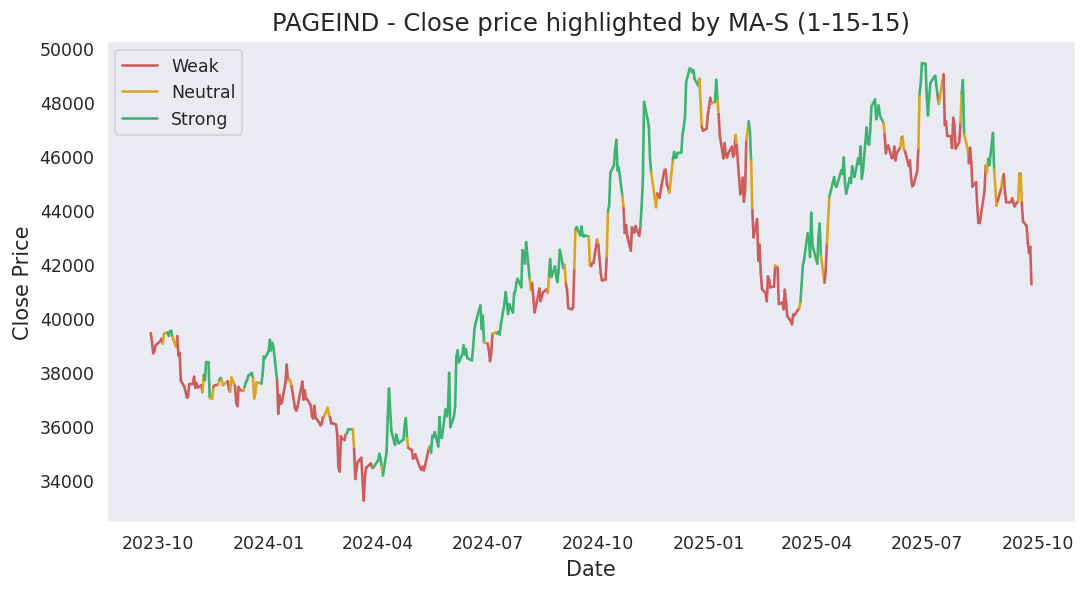 PAGEIND - Close price highlighted by MA-S (1-15-15)
Weak
Neutral
Strong
Close Price
50000
48000
46000
44000
42000
40000
38000
36000
34000
2023-10 2024-01 2024-04 2024-07 2024-10 2025-01 2025-04 2025-07 2025-10
Date